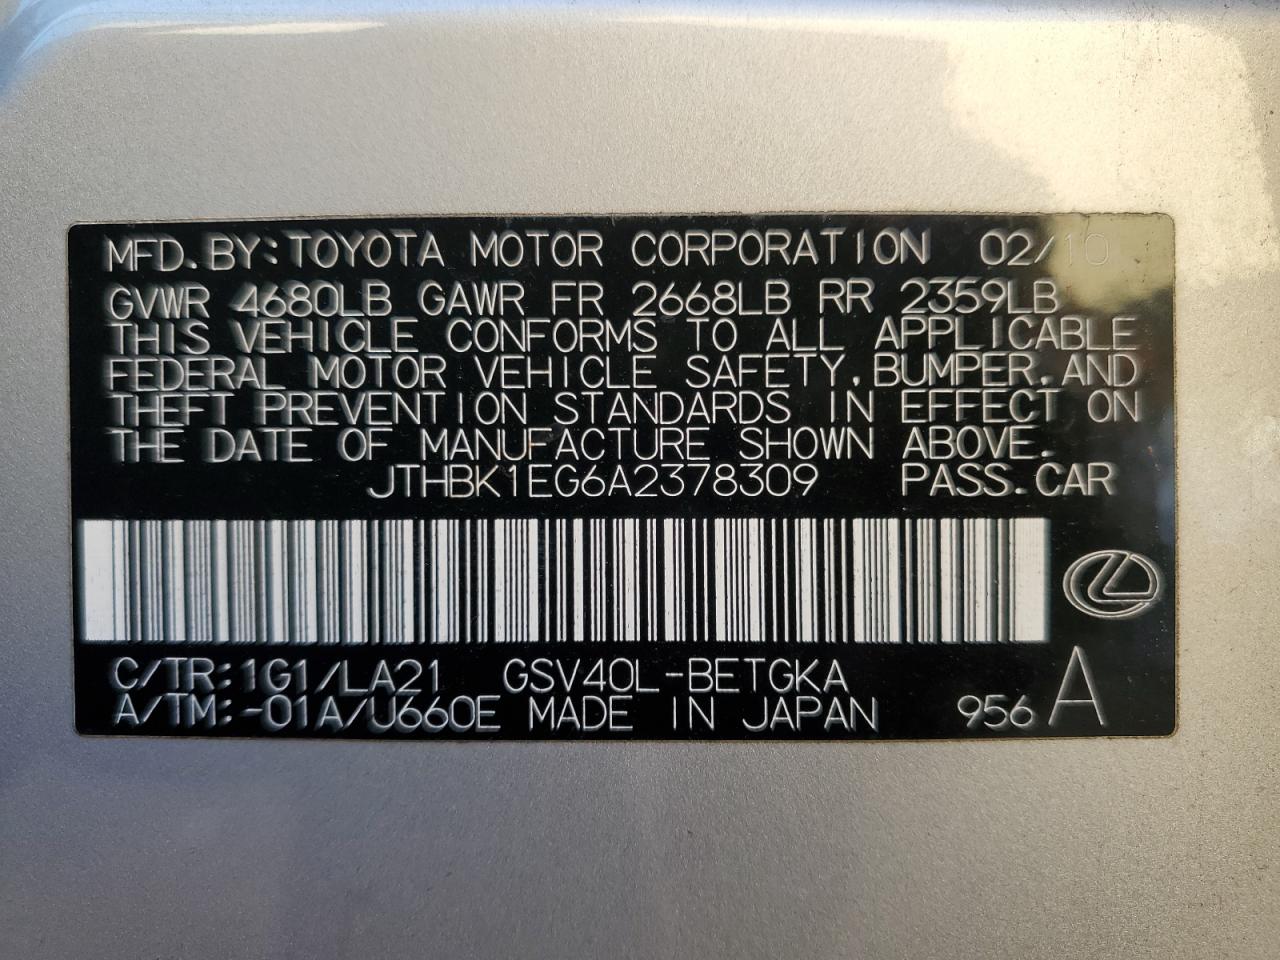 MFD. BY: TOYOTA MOTOR CORPORATION 02/10
GVWR 4680LB GAWR FR 2668LB RR 2359LB
THIS VEHICLE CONFORMS TO ALL APPLICABLE
FEDERAL MOTOR VEHICLE SAFETY, BUMPER, AND
THEFT PREVENTION STANDARDS IN EFFECT ON
THE DATE OF MANUFACTURE SHOWN ABOVE.
JTHBK1EG6A2378309 PASS. CAR
C/TR: 1G1/LA21 GSV40L-BETGKA
A/TM: -01A/U660E MADE IN JAPAN 956 A